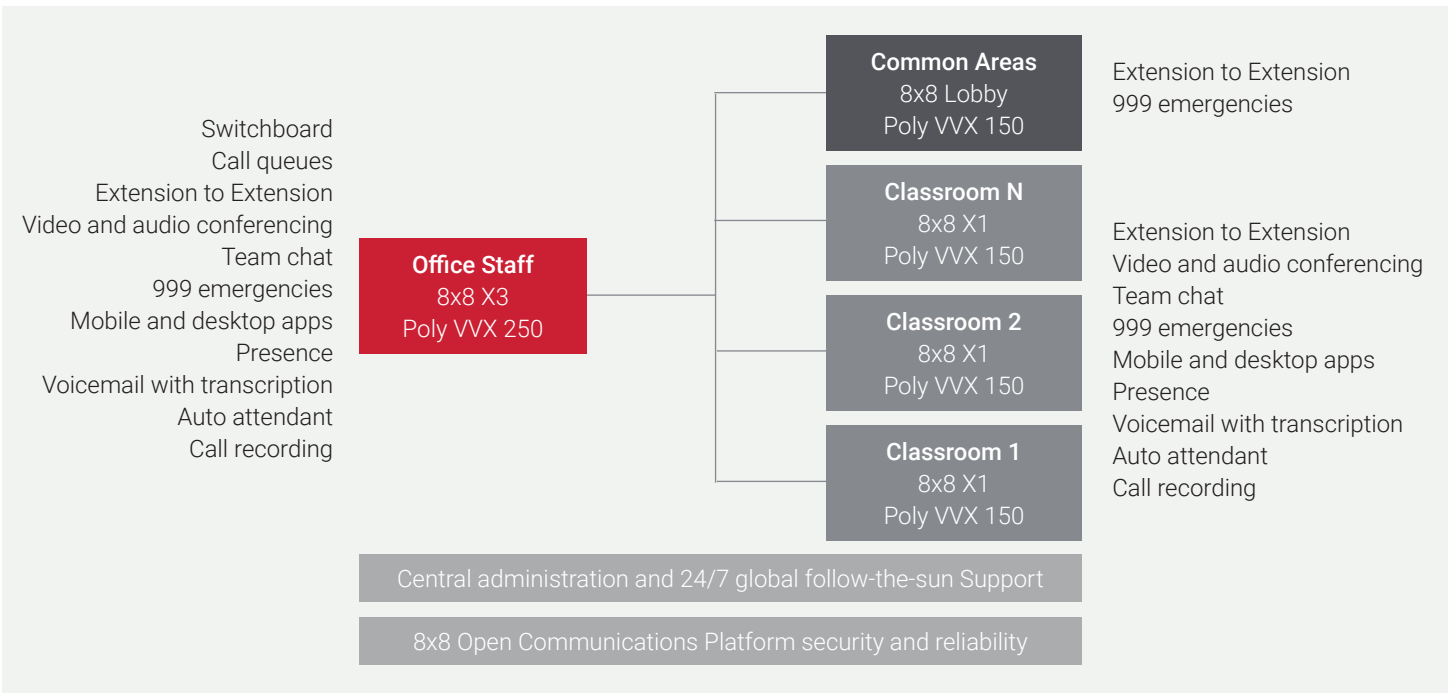 Switchboard
Call queues
Extension to Extension
Video and audio conferencing
Team chat
999 emergencies
Mobile and desktop apps
Presence
Voicemail with transcription
Auto attendant
Call recording
Office Staff
8x8 X3
Poly VVX 250
Common Areas
8x8 Lobby
Poly VVX 150
Extension to Extension
999 emergencies
Classroom N
8x8 X1
Poly VVX 150
Classroom 2
8x8 X1
Poly VVX 150
Classroom 1
8x8 X1
Poly VVX 150
Extension to Extension
Video and audio conferencing
Team chat
999 emergencies
Mobile and desktop apps
Presence
Voicemail with transcription
Auto attendant
Call recording
Central administration and 24/7 global follow-the-sun Support
8x8 Open Communications Platform security and reliability